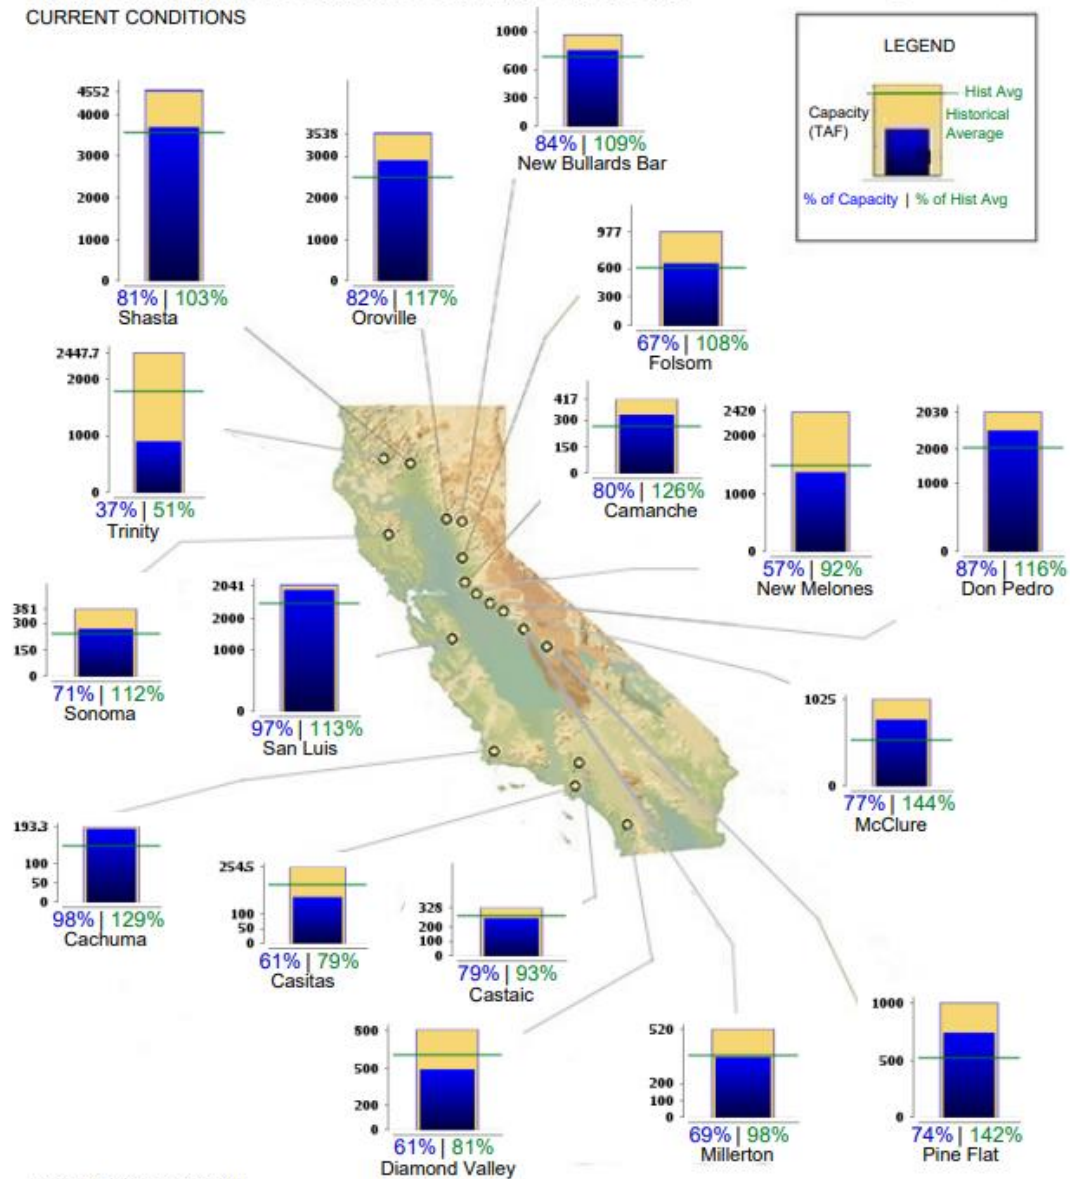 CURRENT CONDITIONS
LEGEND
Hist Avg
Capacity
(TAF)
Historical
Average
% of Capacity | % of Hist Avg
1000
600
300
0
84% | 109%
New Bullards Bar
4552
4000
3000
2000
1000
0
81% | 103%
Shasta
3538
3000
2000
1000
0
82% | 117%
Oroville
977
600
300
0
67% | 108%
Folsom
2447.7
2000
1000
0
37% | 51%
Trinity
417
300
150
0
80% | 126%
Camanche
2420
2000
1000
0
57% | 92%
New Melones
2030
2000
1000
0
87% | 116%
Don Pedro
381
300
150
0
71% | 112%
Sonoma
2041
2000
1000
0
97% | 113%
San Luis
1025
0
77% | 144%
McClure
193.3
100
50
0
98% | 129%
Cachuma
254.5
100
50
0
61% | 79%
Casitas
328
200
100
0
79% | 93%
Castaic
800
500
200
0
61% | 81%
Diamond Valley
520
200
100
0
69% | 98%
Millerton
1000
500
0
74% | 142%
Pine Flat